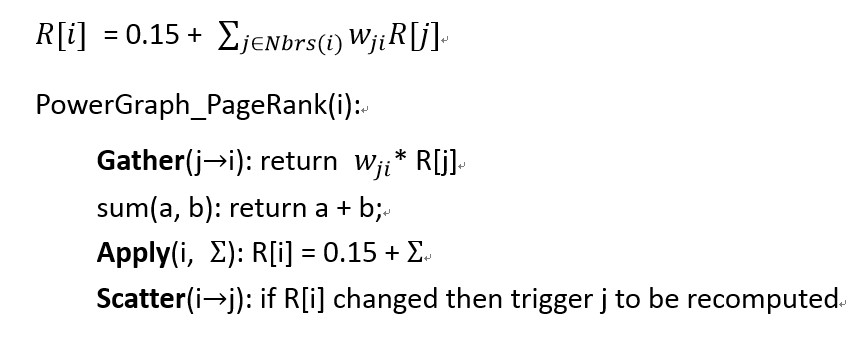 R[i] = 0.15 + ∑j∈Nbrs(i) wjiR[j]
PowerGraph_PageRank(i):
Gather(j→i): return wji* R[j]
sum(a, b): return a + b;
Apply(i, Σ): R[i] = 0.15 + Σ
Scatter(i→j): if R[i] changed then trigger j to be recomputed